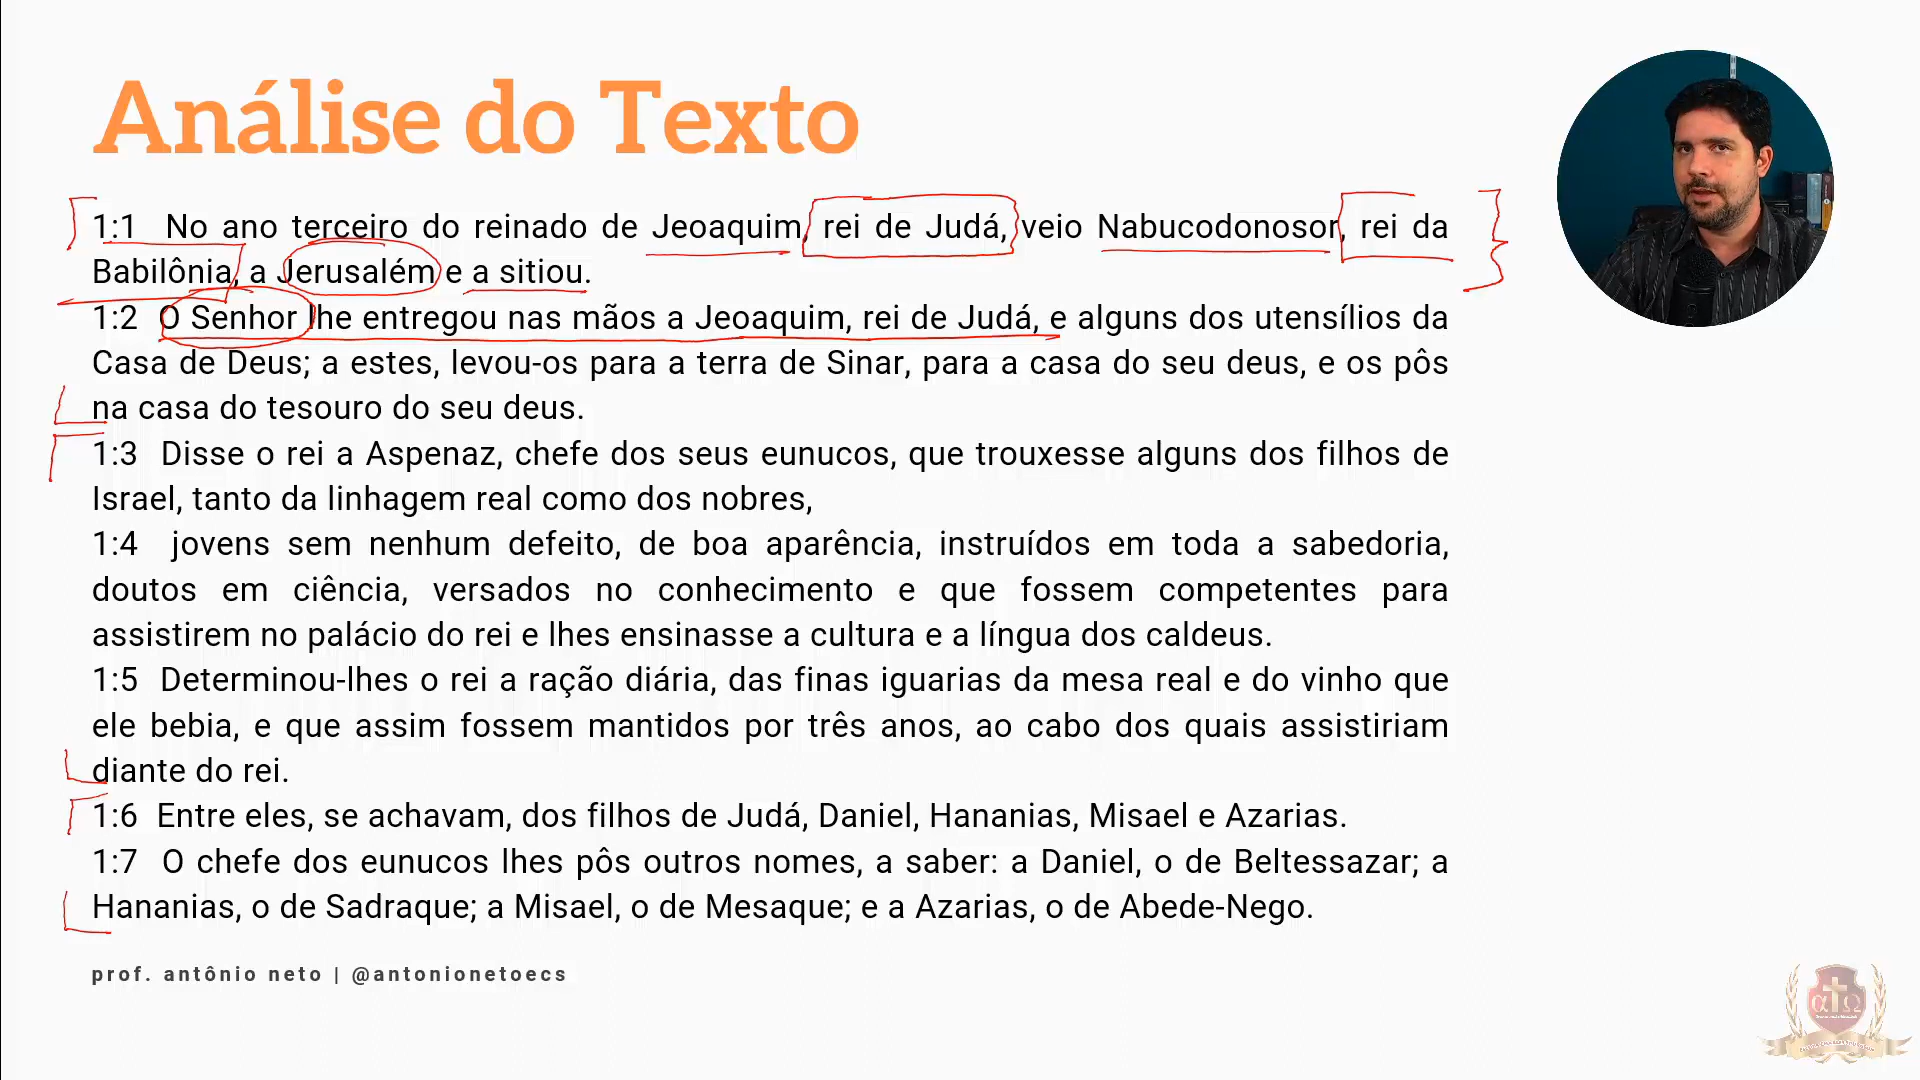 Análise do Texto
1:1 No ano terceiro do reinado de Jeoaquim, rei de Judá, veio Nabucodonosor, rei da
Babilônia, a Jerusalém e a sitiou.
1:2 O Senhor lhe entregou nas mãos a Jeoaquim, rei de Judá, e alguns dos utensílios da
Casa de Deus; a estes, levou-os para a terra de Sinar, para a casa do seu deus, e os pôs
na casa do tesouro do seu deus.
1:3 Disse o rei a Aspenaz, chefe dos seus eunucos, que trouxesse alguns dos filhos de
Israel, tanto da linhagem real como dos nobres,
1:4 jovens sem nenhum defeito, de boa aparência, instruídos em toda a sabedoria,
doutos em ciência, versados no conhecimento e que fossem competentes para
assistirem no palácio do rei e lhes ensinasse a cultura e a língua dos caldeus.
1:5 Determinou-lhes o rei a ração diária, das finas iguarias da mesa real e do vinho que
ele bebia, e que assim fossem mantidos por três anos, ao cabo dos quais assistiriam
diante do rei.
1:6 Entre eles, se achavam, dos filhos de Judá, Daniel, Hananias, Misael e Azarias.
1:7 O chefe dos eunucos lhes pôs outros nomes, a saber: a Daniel, o de Beltessazar; a
Hananias, o de Sadraque; a Misael, o de Mesaque; e a Azarias, o de Abede-Nego.
prof. antônio neto | @antonionetoecs
α Ω